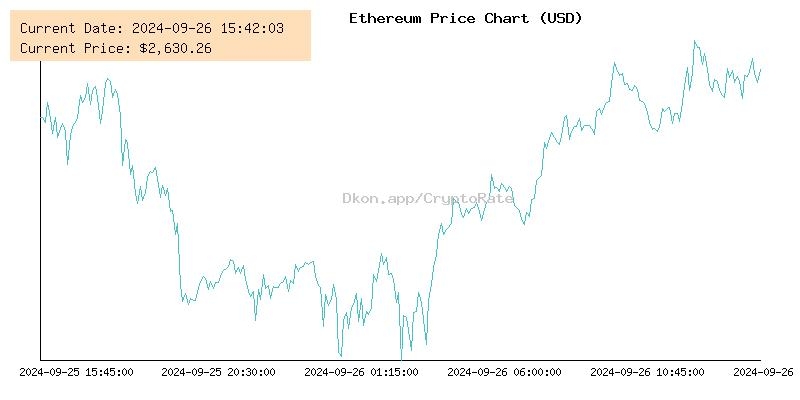 Ethereum Price Chart (USD)
Current Date: 2024-09-26 15:42:03
Current Price: $2,630.26
Dkon.app/CryptoRate
2024-09-25 15:45:00 2024-09-25 20:30:00 2024-09-26 01:15:00 2024-09-26 06:00:00 2024-09-26 10:45:00 2024-09-26